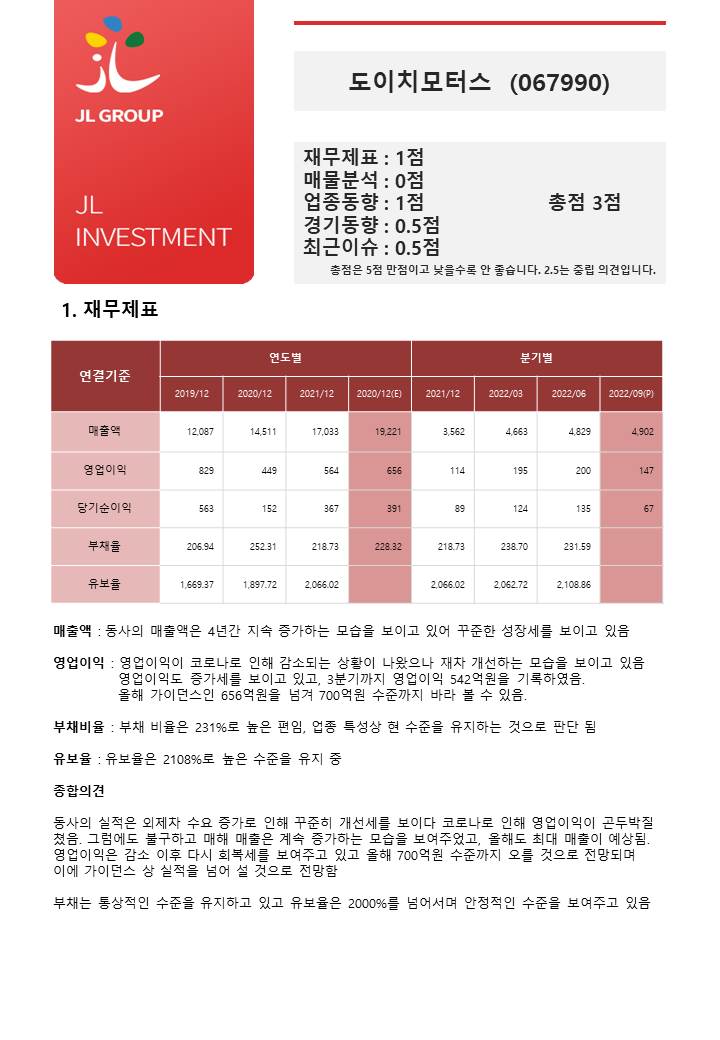 JL GROUP
JL
INVESTMENT
도이치모터스 (067990)
재무제표 : 1점
매물분석 : 0점
업종동향 : 1점 총점 3점
경기동향 : 0.5점
최근이슈 : 0.5점
총점은 5점 만점이고 낮을수록 안 좋습니다. 2.5는 중립 의견입니다.
1. 재무제표
연결기준 연도별 분기별
2019/12 2020/12 2021/12 2020/12(E) 2021/12 2022/03 2022/06 2022/09(P)
매출액 12,087 14,511 17,033 19,221 3,562 4,663 4,829 4,902
영업이익 829 449 564 656 114 195 200 147
당기순이익 563 152 367 391 89 124 135 67
부채율 206.94 252.31 218.73 228.32 218.73 238.70 231.59
유보율 1,669.37 1,897.72 2,066.02 2,066.02 2,062.72 2,108.86
매출액 : 동사의 매출액은 4년간 지속 증가하는 모습을 보이고 있어 꾸준한 성장세를 보이고 있음
영업이익 : 영업이익이 코로나로 인해 감소되는 상황이 나왔으나 재차 개선하는 모습을 보이고 있음
영업이익도 증가세를 보이고 있고, 3분기까지 영업이익 542억원을 기록하였음.
올해 가이던스인 656억원을 넘겨 700억원 수준까지 바라 볼 수 있음.
부채비율 : 부채 비율은 231%로 높은 편임, 업종 특성상 현 수준을 유지하는 것으로 판단 됨
유보율 : 유보율은 2108%로 높은 수준을 유지 중
종합의견
동사의 실적은 외제차 수요 증가로 인해 꾸준히 개선세를 보이다 코로나로 인해 영업이익이 곤두박질
쳤음. 그럼에도 불구하고 매해 매출은 계속 증가하는 모습을 보여주었고, 올해도 최대 매출이 예상됨.
영업이익은 감소 이후 다시 회복세를 보여주고 있고 올해 700억원 수준까지 오를 것으로 전망되며
이에 가이던스 상 실적을 넘어 설 것으로 전망함
부채는 통상적인 수준을 유지하고 있고 유보율은 2000%를 넘어서며 안정적인 수준을 보여주고 있음